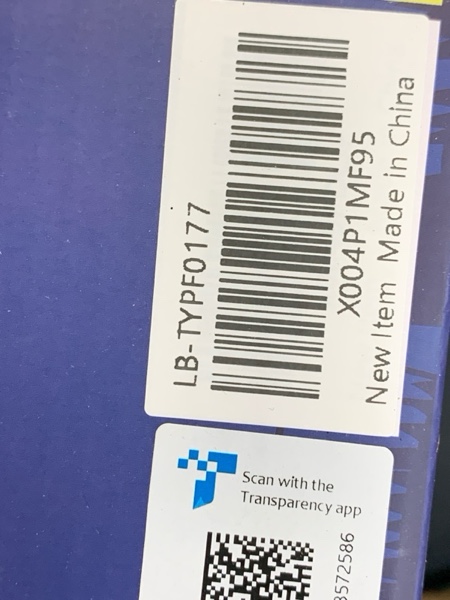 LB-TYPF0177
X004P1MF95
New Item Made in China
Scan with the
Transparency app
3572586